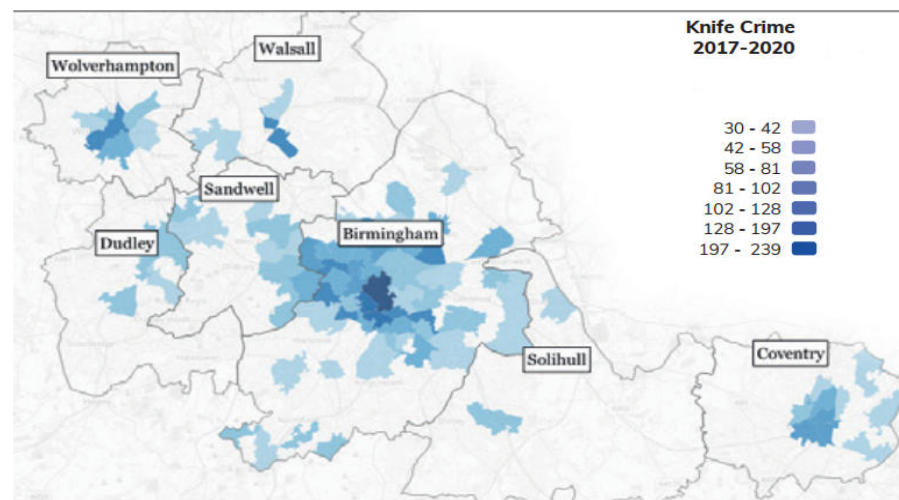 Knife Crime
2017-2020
Walsall
Wolverhampton
30 - 42
42 - 58
58 - 81
81 - 102
102 - 128
128 - 197
197 - 239
Sandwell
Dudley
Birmingham
Solihull
Coventry